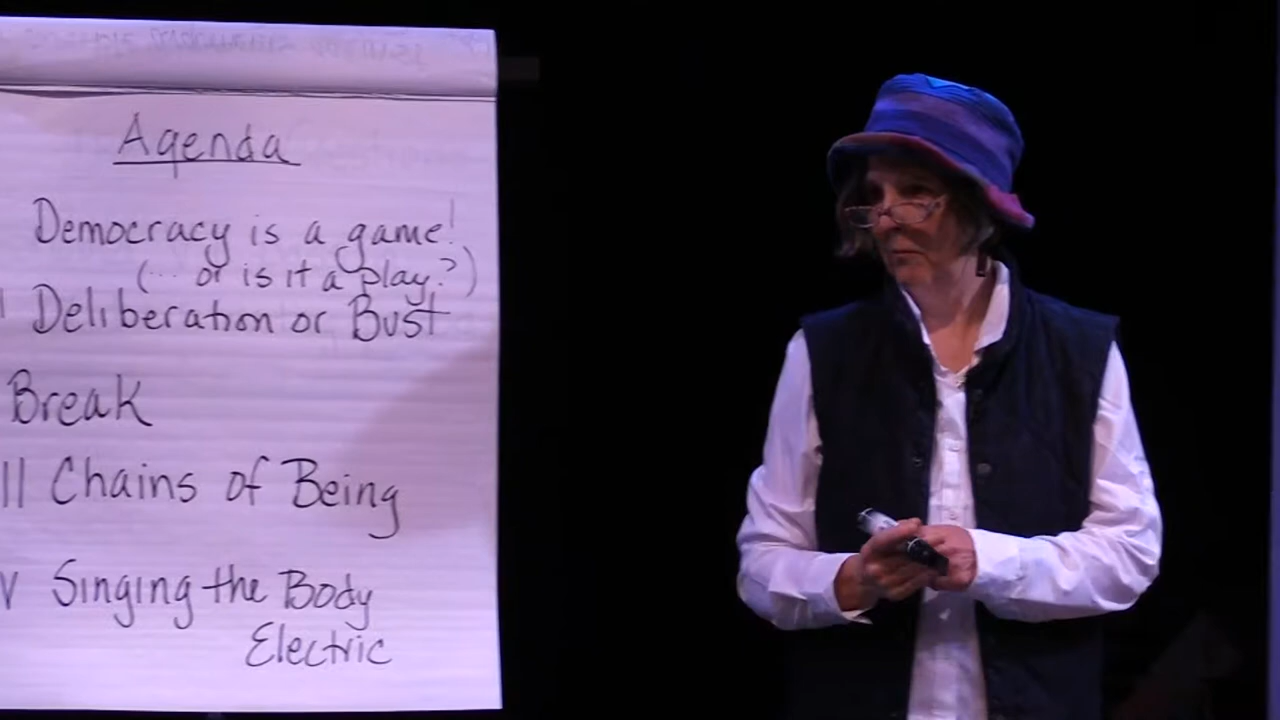 Agenda
Democracy is a game!
(... or is it a play?)
I Deliberation or Bust
Break
II Chains of Being
V Singing the Body
Electric